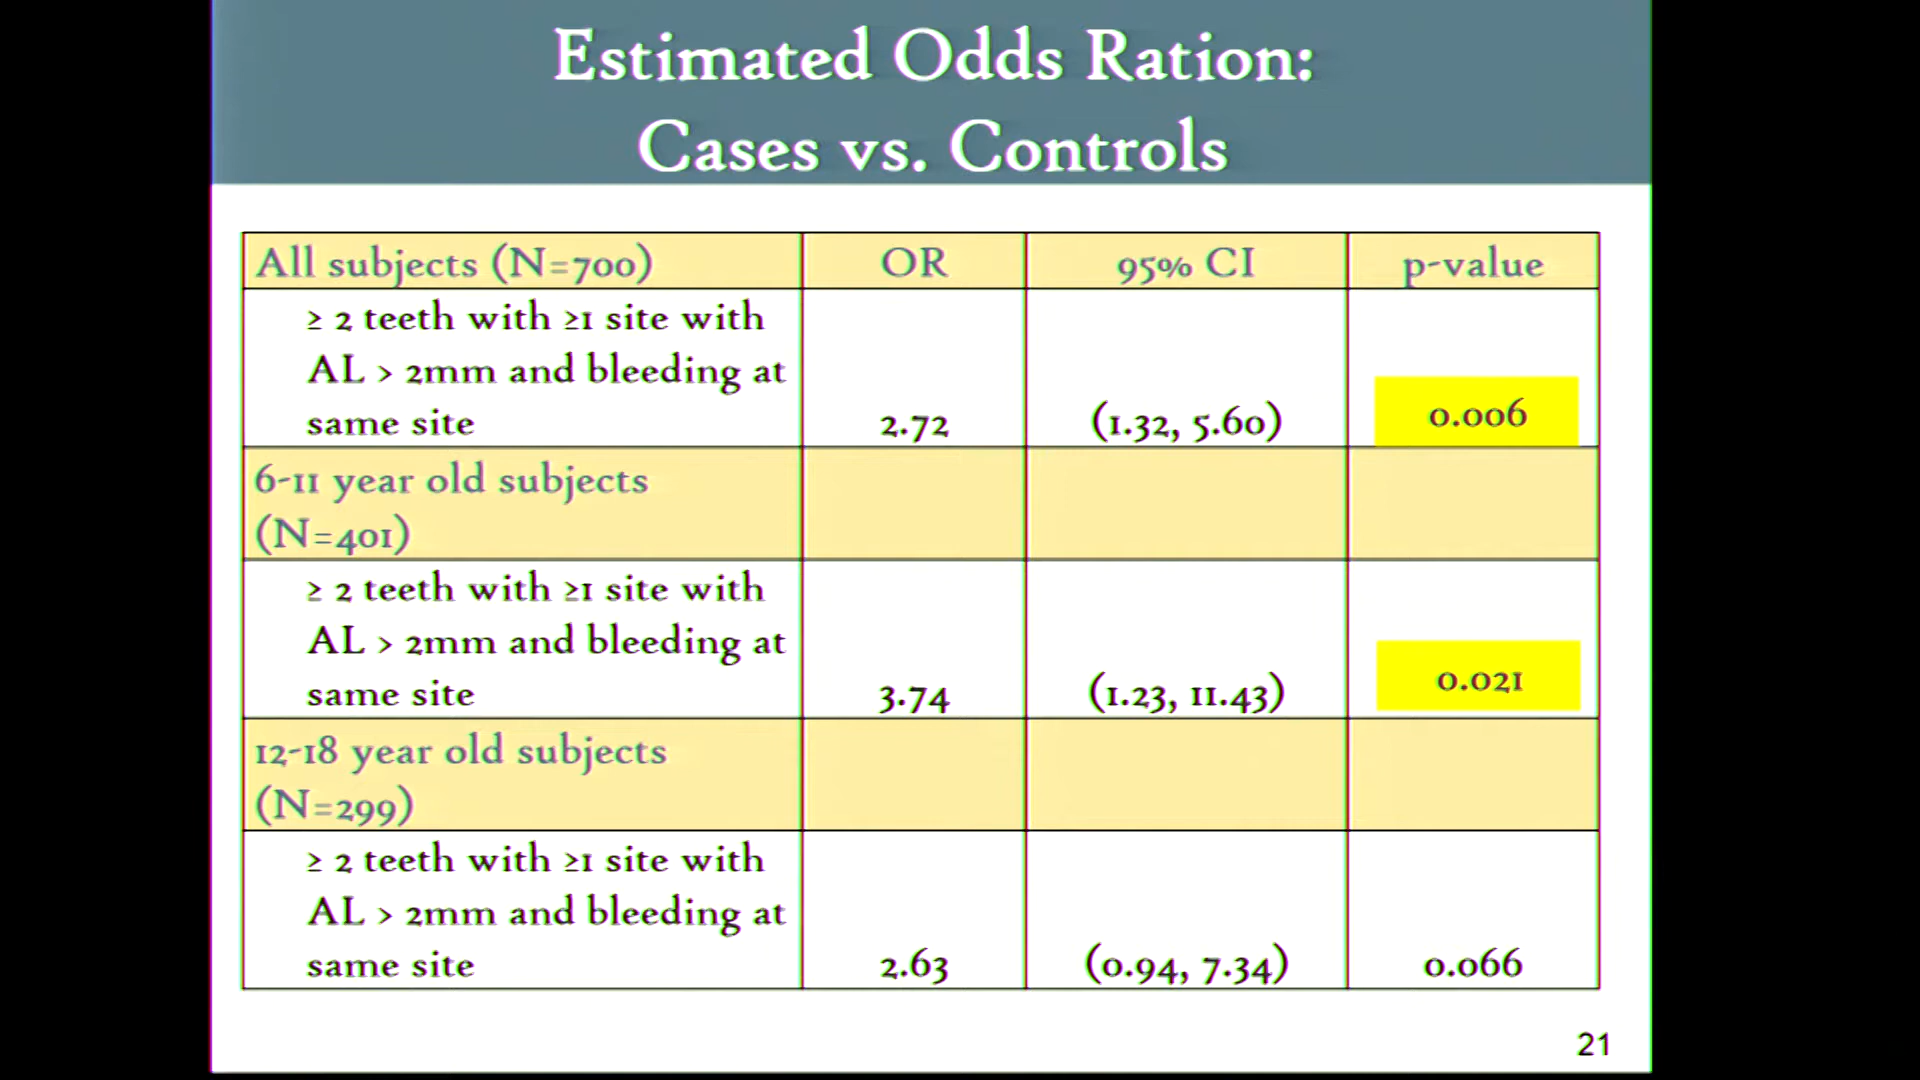 Estimated Odds Ration:
Cases vs. Controls
All subjects (N=700) OR 95% CI p-value
≥ 2 teeth with ≥1 site with
AL > 2mm and bleeding at
same site 2.72 (1.32, 5.60) 0.006
6-11 year old subjects
(N=401)
≥ 2 teeth with ≥1 site with
AL > 2mm and bleeding at
same site 3.74 (1.23, 11.43) 0.021
12-18 year old subjects
(N=299)
≥ 2 teeth with ≥1 site with
AL > 2mm and bleeding at
same site 2.63 (0.94, 7.34) 0.066
21